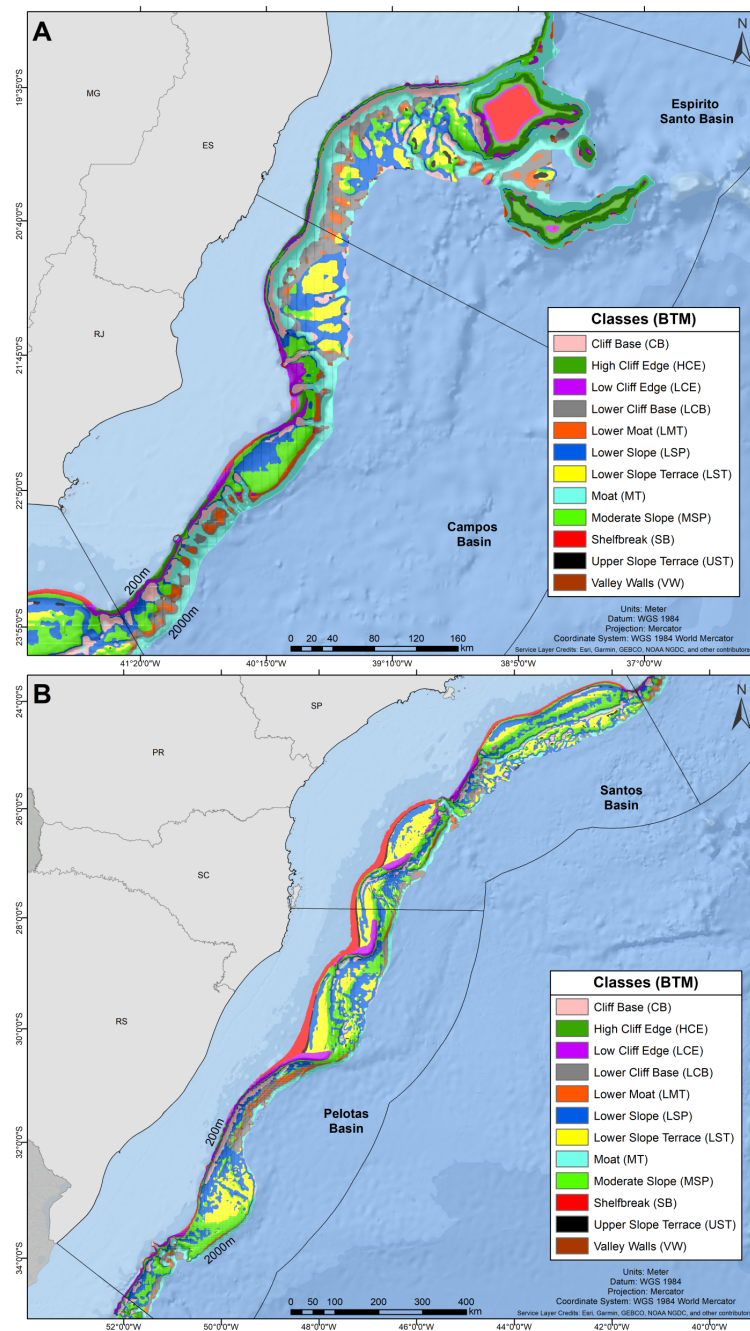 A
N
19°35'0"S
MG
ES
Espirito
Santo Basin
20°40'0"S
RJ
21°45'0"S
Classes (BTM)
Cliff Base (CB)
High Cliff Edge (HCE)
Low Cliff Edge (LCE)
Lower Cliff Base (LCB)
Lower Moat (LMT)
Lower Slope (LSP)
Lower Slope Terrace (LST)
Moat (MT)
Moderate Slope (MSP)
Shelfbreak (SB)
Upper Slope Terrace (UST)
Valley Walls (VW)
22°50'0"S
Campos
Basin
200m
2000m
23°55'0"S
Units: Meter
Datum: WGS 1984
Projection: Mercator
Coordinate System: WGS 1984 World Mercator
Service Layer Credits: Esri, Garmin, GEBCO, NOAA NGDC, and other contributors
0 20 40 80 120 160
km
41°20'0"W 40°15'0"W 39°10'0"W 38°5'0"W 37°0'0"W
B
N
24°0'0"S
SP
PR
Santos
Basin
26°0'0"S
SC
28°0'0"S
RS
30°0'0"S
Classes (BTM)
Cliff Base (CB)
High Cliff Edge (HCE)
Low Cliff Edge (LCE)
Lower Cliff Base (LCB)
Lower Moat (LMT)
Lower Slope (LSP)
Lower Slope Terrace (LST)
Moat (MT)
Moderate Slope (MSP)
Shelfbreak (SB)
Upper Slope Terrace (UST)
Valley Walls (VW)
Pelotas
Basin
200m
32°0'0"S
2000m
34°0'0"S
Units: Meter
Datum: WGS 1984
Projection: Mercator
Coordinate System: WGS 1984 World Mercator
Service Layer Credits: Esri, Garmin, GEBCO, NOAA NGDC, and other contributors
0 50 100 200 300 400
km
52°0'0"W 50°0'0"W 48°0'0"W 46°0'0"W 44°0'0"W 42°0'0"W 40°0'0"W